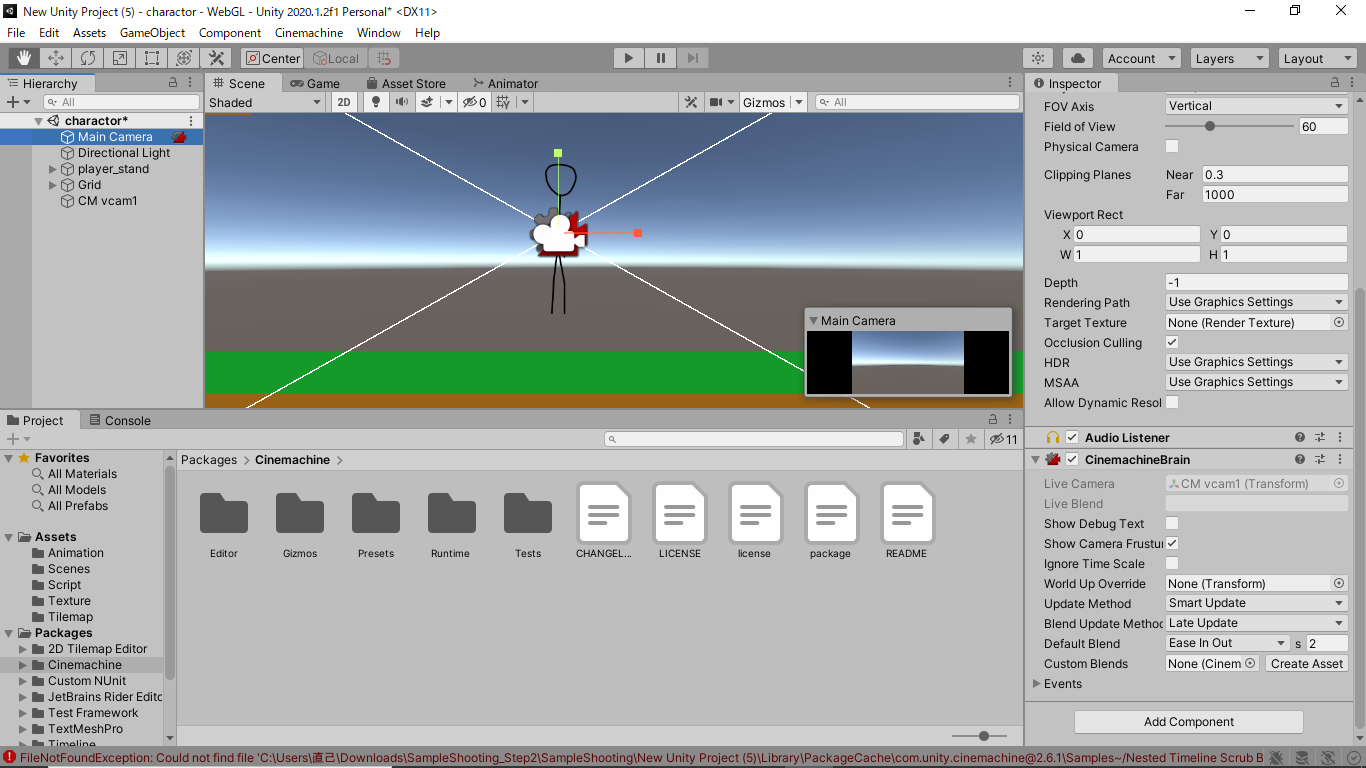 New Unity Project (5) - charactor - WebGL - Unity 2020.1.2f1 Personal* <DX11>
File Edit Assets GameObject Component Cinemachine Window Help
Center Local Account Layers Layout
Hierarchy
All
charactor*
Main Camera
Directional Light
player_stand
Grid
CM vcam1
Scene Game Asset Store Animator
Shaded 2D 0 Gizmos All
Main Camera
Inspector
FOV Axis Vertical
Field of View 60
Physical Camera
Clipping Planes Near 0.3
Far 1000
Viewport Rect
X 0 Y 0
W 1 H 1
Depth -1
Rendering Path Use Graphics Settings
Target Texture None (Render Texture)
Occlusion Culling
HDR Use Graphics Settings
MSAA Use Graphics Settings
Allow Dynamic Resol
Audio Listener
CinemachineBrain
Live Camera CM vcam1 (Transform)
Live Blend
Show Debug Text
Show Camera Frustur
Ignore Time Scale
World Up Override None (Transform)
Update Method Smart Update
Blend Update Method Late Update
Default Blend Ease In Out s 2
Custom Blends None (Cinem Create Asset
Events
Add Component
Project Console
11
Favorites
All Materials
All Models
All Prefabs
Assets
Animation
Scenes
Script
Texture
Tilemap
Packages
2D Tilemap Editor
Cinemachine
Custom NUnit
JetBrains Rider Editc
Test Framework
TextMeshPro
Timeline
Packages > Cinemachine >
Editor Gizmos Presets Runtime Tests CHANGEL... LICENSE license package README
FileNotFoundException: Could not find file 'C:\Users\直己\Downloads\SampleShooting_Step2\SampleShooting\New Unity Project (5)\Library\PackageCache\com.unity.cinemachine@2.6.1\Samples~/Nested Timeline Scrub B